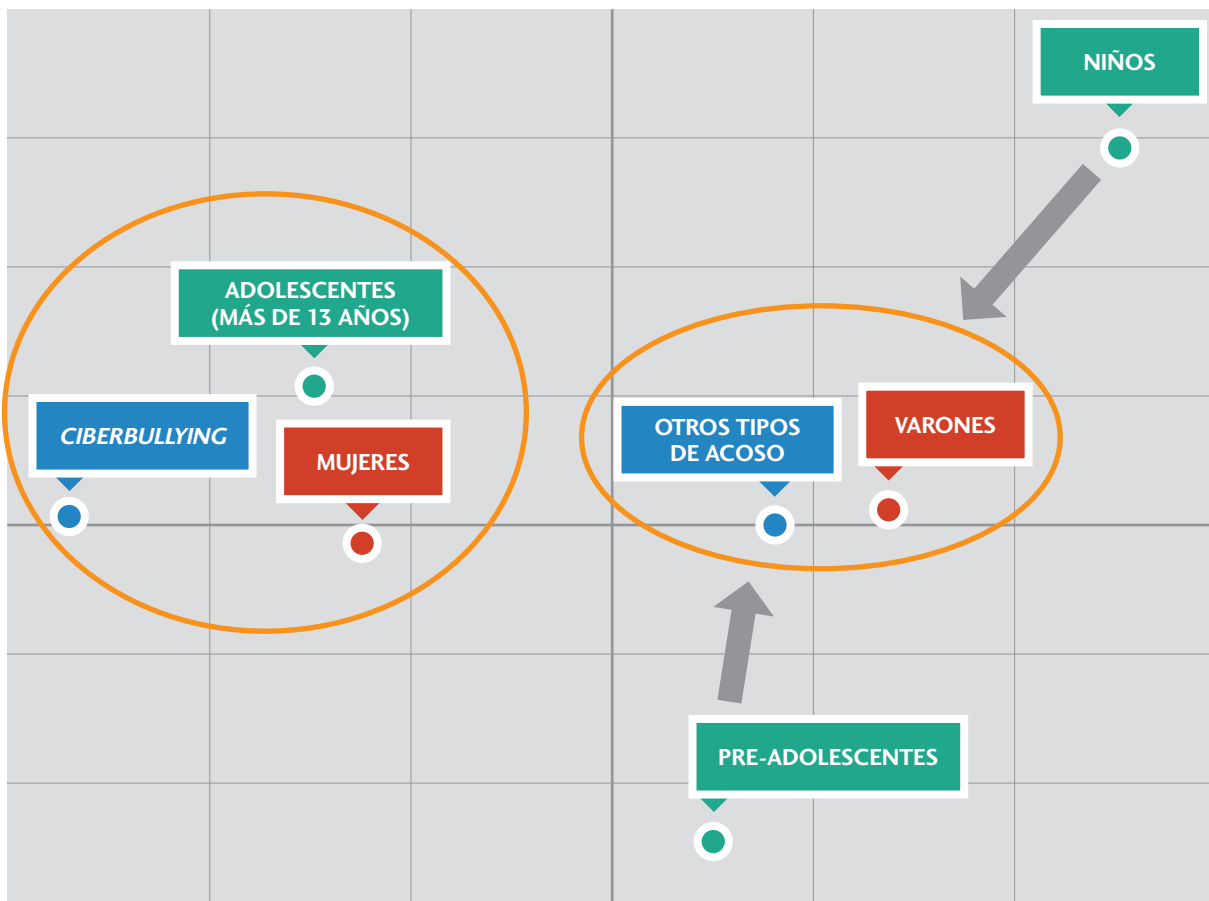 NIÑOS
ADOLESCENTES
(MÁS DE 13 AÑOS)
CIBERBULLYING
MUJERES
OTROS TIPOS
DE ACOSO
VARONES
PRE-ADOLESCENTES